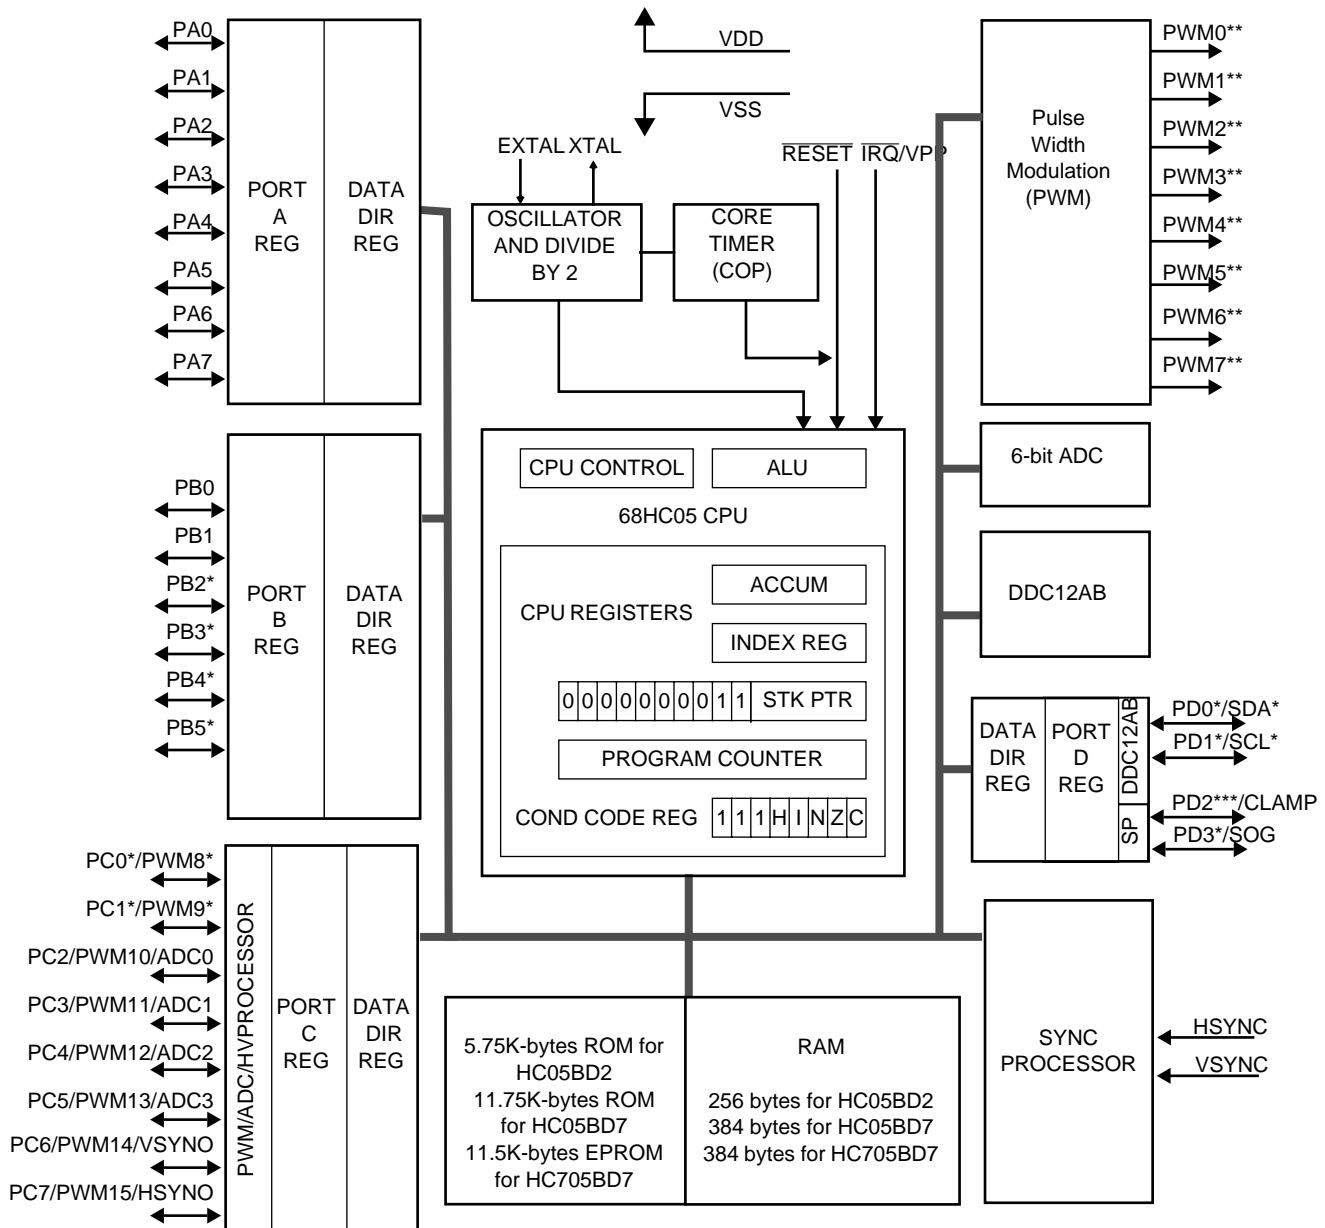 PA0
PA1
PA2
PA3
PA4
PA5
PA6
PA7
PORT
A
REG
DATA
DIR
REG
VDD
VSS
EXTAL XTAL
RESET IRQ/VPP
OSCILLATOR
AND DIVIDE
BY 2
CORE
TIMER
(COP)
Pulse
Width
Modulation
(PWM)
PWM0**
PWM1**
PWM2**
PWM3**
PWM4**
PWM5**
PWM6**
PWM7**
PB0
PB1
PB2*
PB3*
PB4*
PB5*
PORT
B
REG
DATA
DIR
REG
CPU CONTROL
ALU
68HC05 CPU
CPU REGISTERS
ACCUM
INDEX REG
0 0 0 0 0 0 0 0 1 1 STK PTR
PROGRAM COUNTER
COND CODE REG 1 1 1 H I N Z C
6-bit ADC
DDC12AB
DATA
DIR
REG
PORT
D
REG
DDC12AB
SP
PD0*/SDA*
PD1*/SCL*
PD2***/CLAMP
PD3*/SOG
PC0*/PWM8*
PC1*/PWM9*
PC2/PWM10/ADC0
PC3/PWM11/ADC1
PC4/PWM12/ADC2
PC5/PWM13/ADC3
PC6/PWM14/VSYNO
PC7/PWM15/HSYNO
PWM/ADC/HVPROCESSOR
PORT
C
REG
DATA
DIR
REG
5.75K-bytes ROM for
HC05BD2
11.75K-bytes ROM
for HC05BD7
11.5K-bytes EPROM
for HC705BD7
RAM
256 bytes for HC05BD2
384 bytes for HC05BD7
384 bytes for HC705BD7
SYNC
PROCESSOR
HSYNC
VSYNC